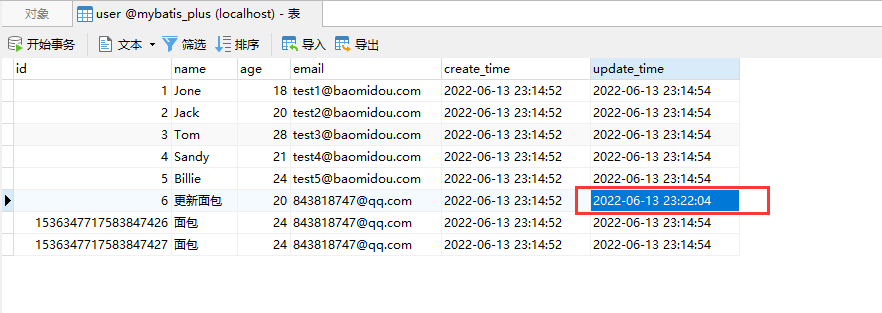 对象 user @mybatis_plus (localhost) - 表
开始事务 文本 筛选 排序 导入 导出
id name age email create_time update_time
1 Jone 18 test1@baomidou.com 2022-06-13 23:14:52 2022-06-13 23:14:54
2 Jack 20 test2@baomidou.com 2022-06-13 23:14:52 2022-06-13 23:14:54
3 Tom 28 test3@baomidou.com 2022-06-13 23:14:52 2022-06-13 23:14:54
4 Sandy 21 test4@baomidou.com 2022-06-13 23:14:52 2022-06-13 23:14:54
5 Billie 24 test5@baomidou.com 2022-06-13 23:14:52 2022-06-13 23:14:54
6 更新面包 20 843818747@qq.com 2022-06-13 23:14:52 2022-06-13 23:22:04
1536347717583847426 面包 24 843818747@qq.com 2022-06-13 23:14:52 2022-06-13 23:14:54
1536347717583847427 面包 24 843818747@qq.com 2022-06-13 23:14:52 2022-06-13 23:14:54